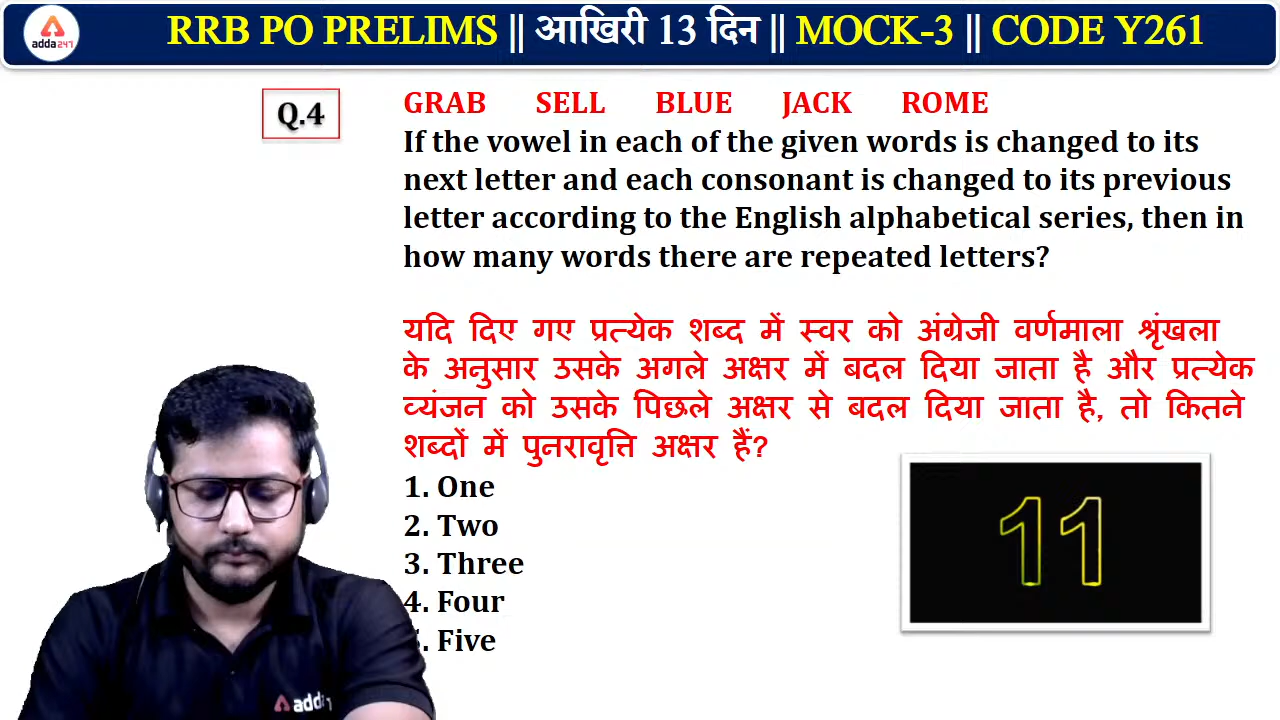 adda247
RRB PO PRELIMS || आखिरी 13 दिन || MOCK-3 || CODE Y261
Q.4
GRAB SELL BLUE JACK ROME
If the vowel in each of the given words is changed to its
next letter and each consonant is changed to its previous
letter according to the English alphabetical series, then in
how many words there are repeated letters?
यदि दिए गए प्रत्येक शब्द में स्वर को अंग्रेजी वर्णमाला श्रृंखला
के अनुसार उसके अगले अक्षर में बदल दिया जाता है और प्रत्येक
व्यंजन को उसके पिछले अक्षर से बदल दिया जाता है, तो कितने
शब्दों में पुनरावृत्ति अक्षर हैं?
1. One
2. Two
3. Three
4. Four
Five
11
adda